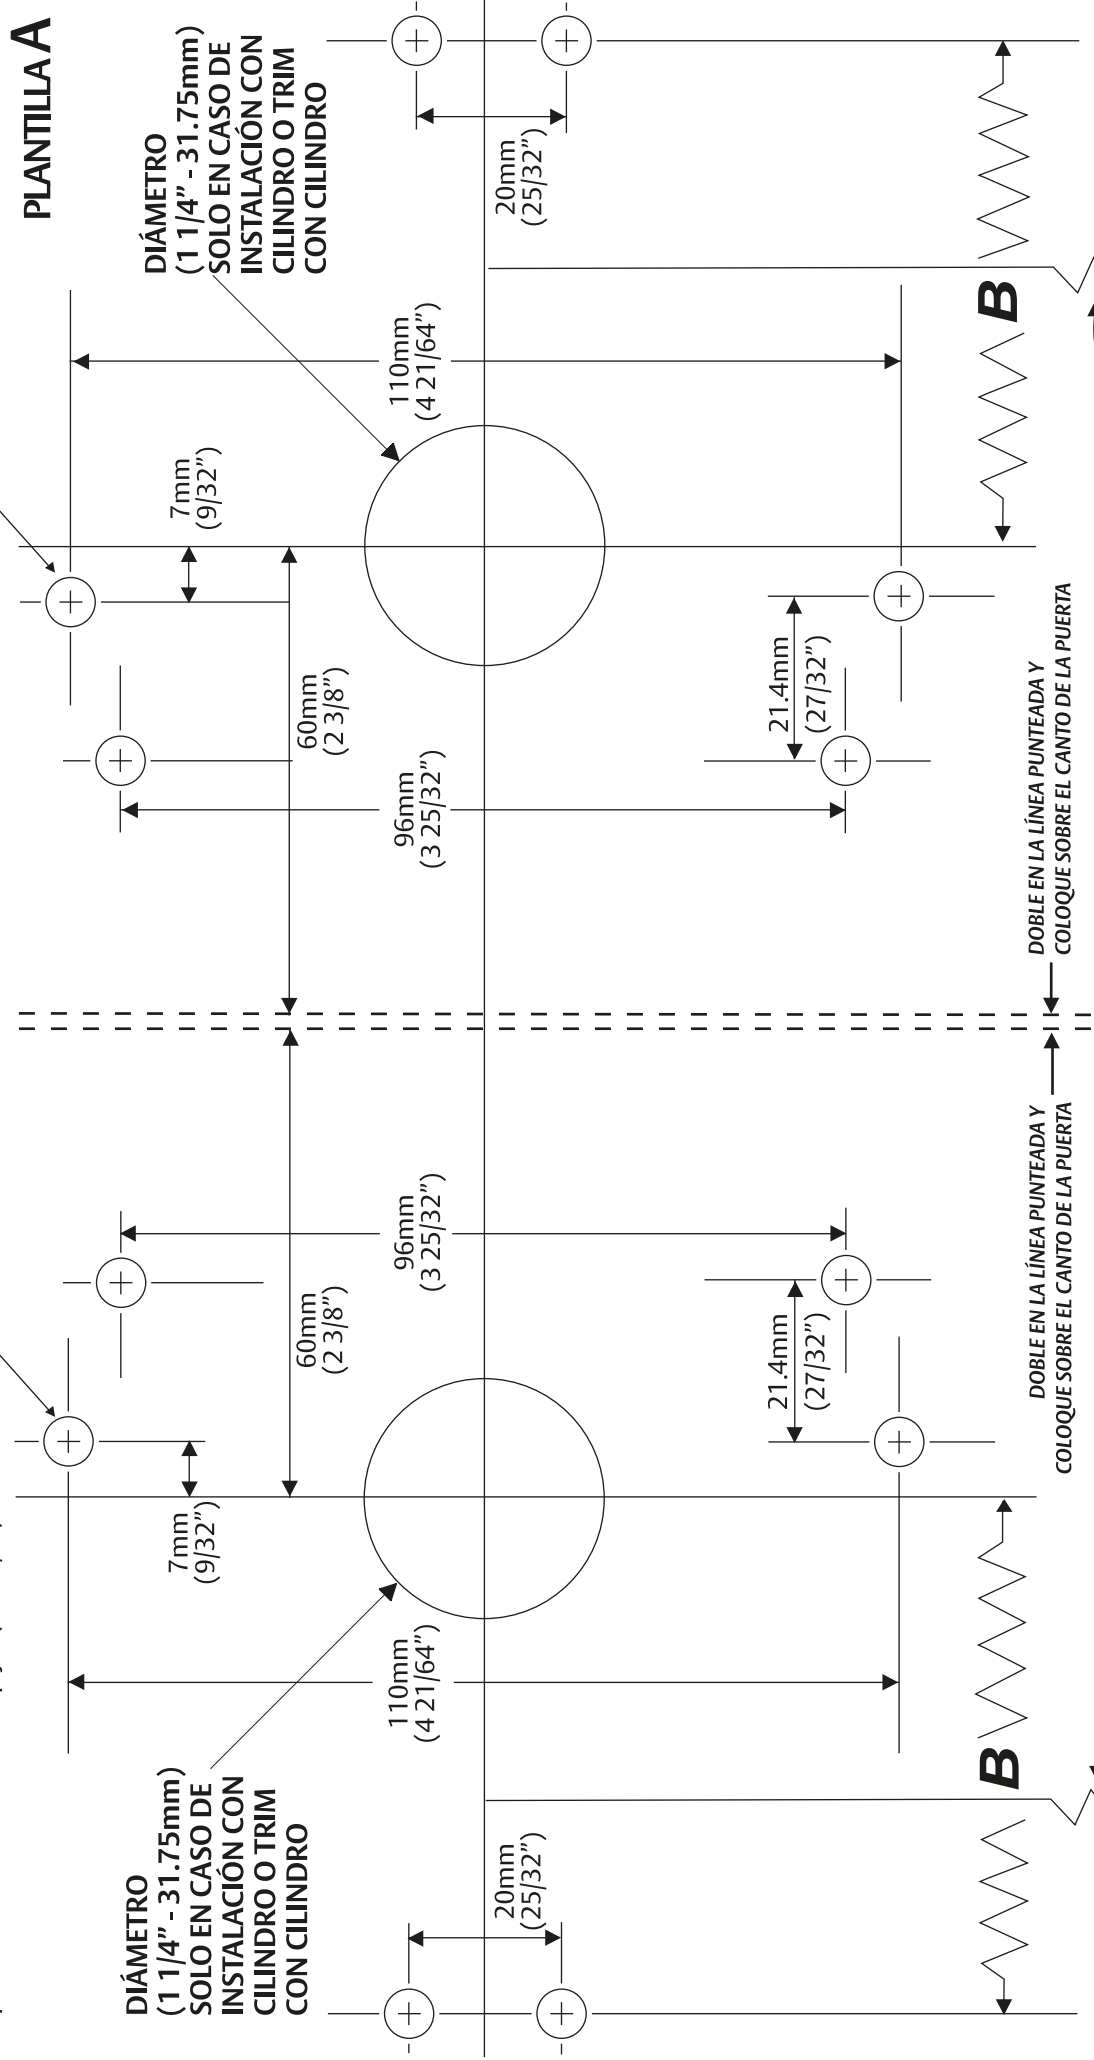 PLANTILLA A
DIÁMETRO
(1 1/4” - 31.75mm)
SOLO EN CASO DE
INSTALACIÓN CON
CILINDRO O TRIM
CON CILINDRO
20mm
(25/32”)
110mm
(4 21/64”)
7mm
(9/32”)
60mm
(2 3/8”)
96mm
(3 25/32”)
21.4mm
(27/32”)
B
DOBLE EN LA LÍNEA PUNTEADA Y
COLOQUE SOBRE EL CANTO DE LA PUERTA
DOBLE EN LA LÍNEA PUNTEADA Y
COLOQUE SOBRE EL CANTO DE LA PUERTA
96mm
(3 25/32”)
60mm
(2 3/8”)
21.4mm
(27/32”)
7mm
(9/32”)
110mm
(4 21/64”)
DIÁMETRO
(1 1/4” - 31.75mm)
SOLO EN CASO DE
INSTALACIÓN CON
CILINDRO O TRIM
CON CILINDRO
20mm
(25/32”)
B